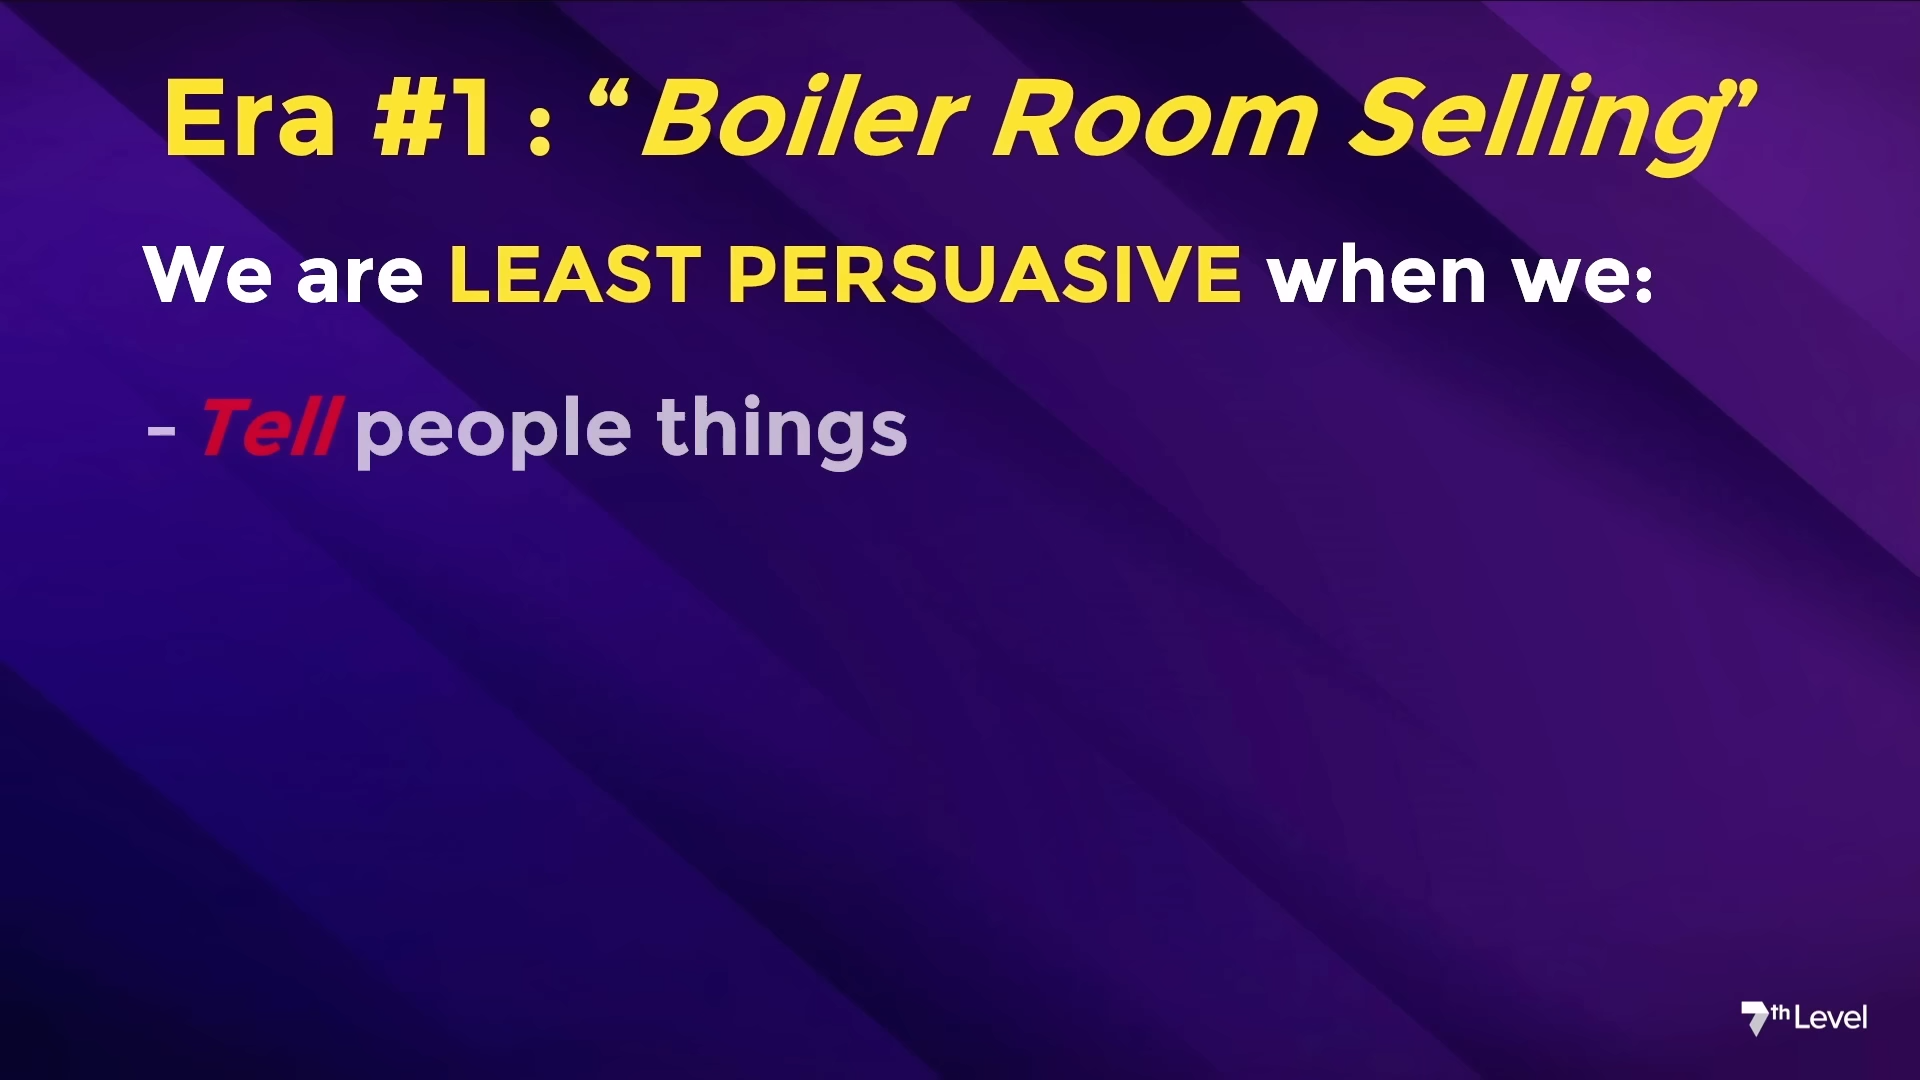 Era #1 : “Boiler Room Selling”
We are LEAST PERSUASIVE when we:
- Tell people things
7th Level